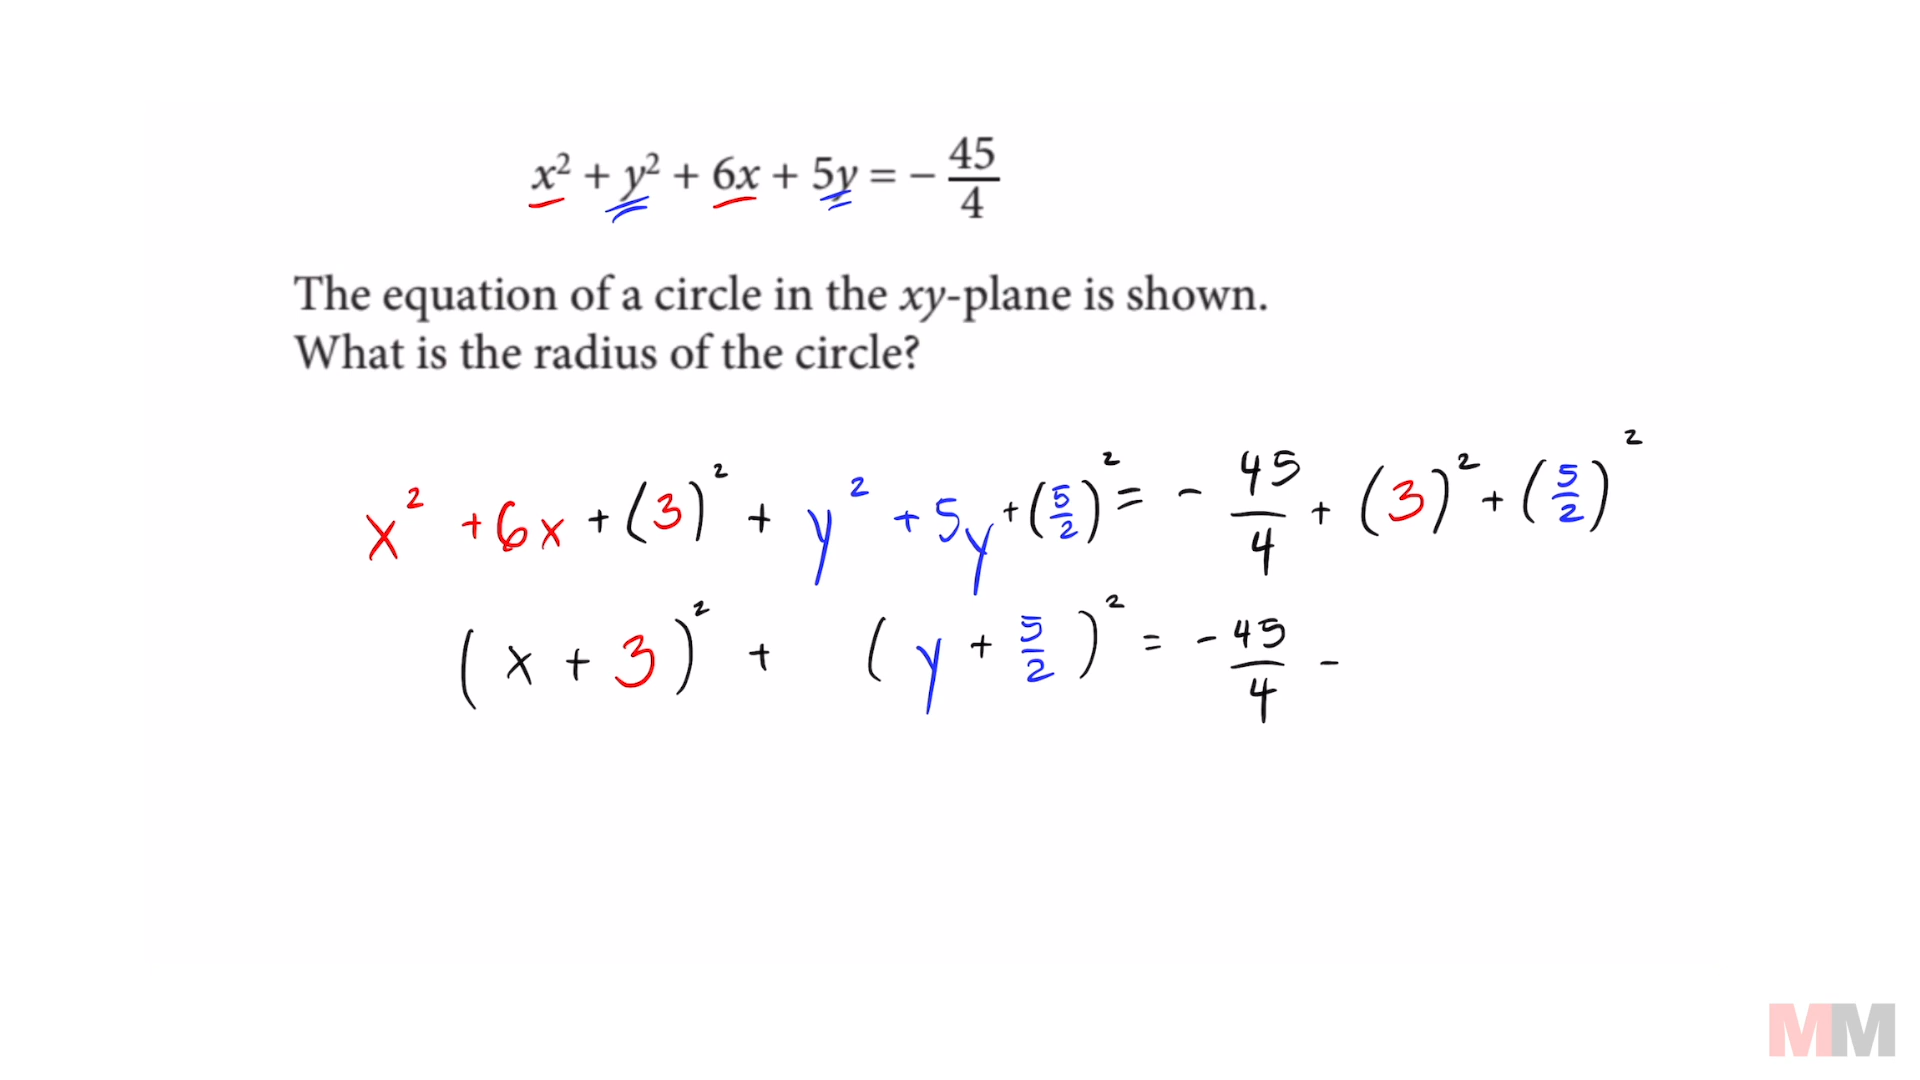 x² + y² + 6x + 5y = − 45/4
The equation of a circle in the xy-plane is shown.
What is the radius of the circle?
x² + 6x + (3)² + y² + 5y + (5/2)² = − 45/4 + (3)² + (5/2)²
(x + 3)² + (y + 5/2)² = − 45/4 −
MM